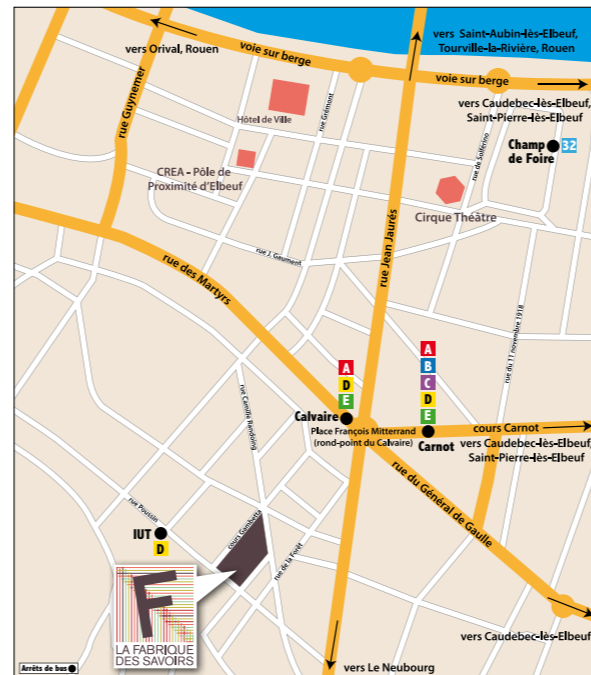 vers Saint-Aubin-lès-Elbeuf,
Tourville-la-Rivière, Rouen
vers Orival, Rouen
voie sur berge
voie sur berge
vers Caudebec-lès-Elbeuf,
Saint-Pierre-lès-Elbeuf
rue Guynemer
Hôtel de Ville
rue Grémont
rue de Solférino
Champ
de Foire
32
CREA - Pôle de
Proximité d'Elbeuf
Cirque Théâtre
rue J. Gaument
rue des Martyrs
rue Jean Jaurés
rue du 11 novembre 1918
A
D
E
A
B
C
D
E
rue Camille Randoing
Calvaire
Place François Mitterrand
(rond-point du Calvaire)
Carnot
cours Carnot
vers Caudebec-lès-Elbeuf,
Saint-Pierre-lès-Elbeuf
rue du Général de Gaulle
rue Poussin
IUT
D
cours Gambetta
rue de la Forêt
F
LA FABRIQUE
DES SAVOIRS
vers Caudebec-lès-Elbeuf
vers Le Neubourg
Arrêts de bus